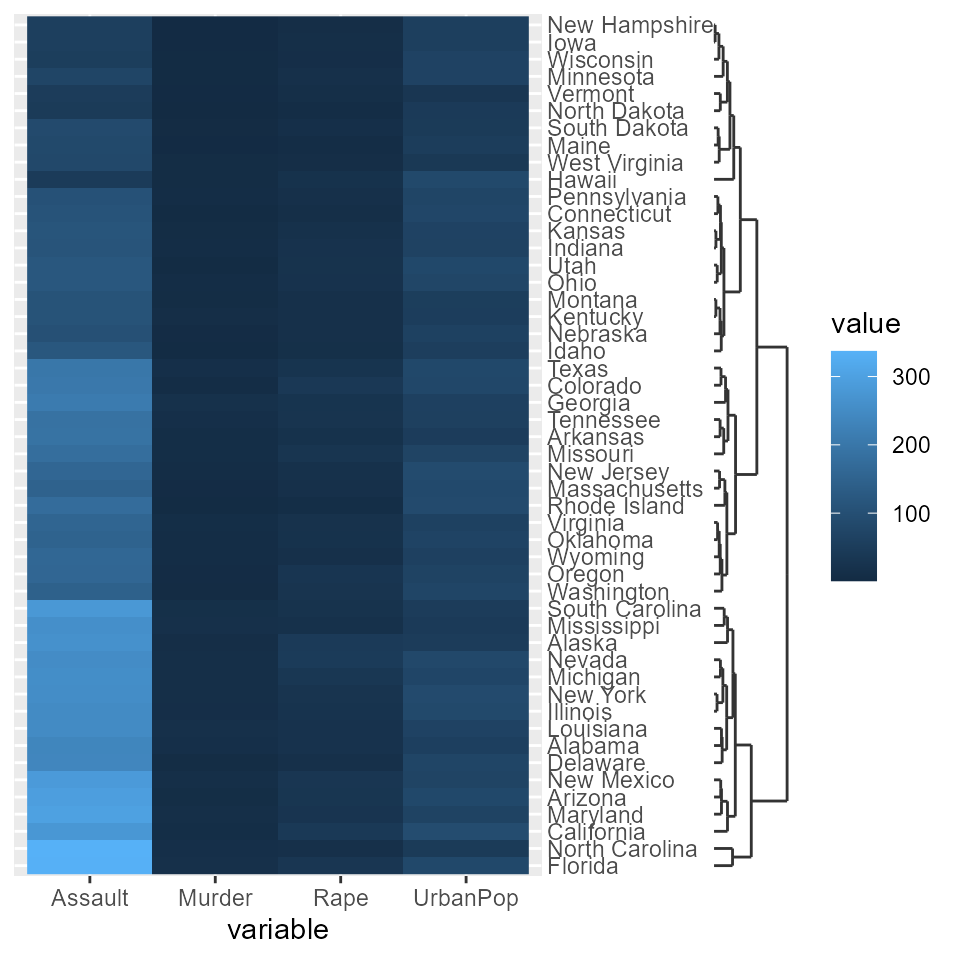 New Hampshire
Iowa
Wisconsin
Minnesota
Vermont
North Dakota
South Dakota
Maine
West Virginia
Hawaii
Pennsylvania
Connecticut
Kansas
Indiana
Utah
Ohio
Montana
Kentucky
Nebraska
Idaho
Texas
Colorado
Georgia
Tennessee
Arkansas
Missouri
New Jersey
Massachusetts
Rhode Island
Virginia
Oklahoma
Wyoming
Oregon
Washington
South Carolina
Mississippi
Alaska
Nevada
Michigan
New York
Illinois
Louisiana
Alabama
Delaware
New Mexico
Arizona
Maryland
California
North Carolina
Florida
Assault Murder Rape UrbanPop
variable
value
300
200
100